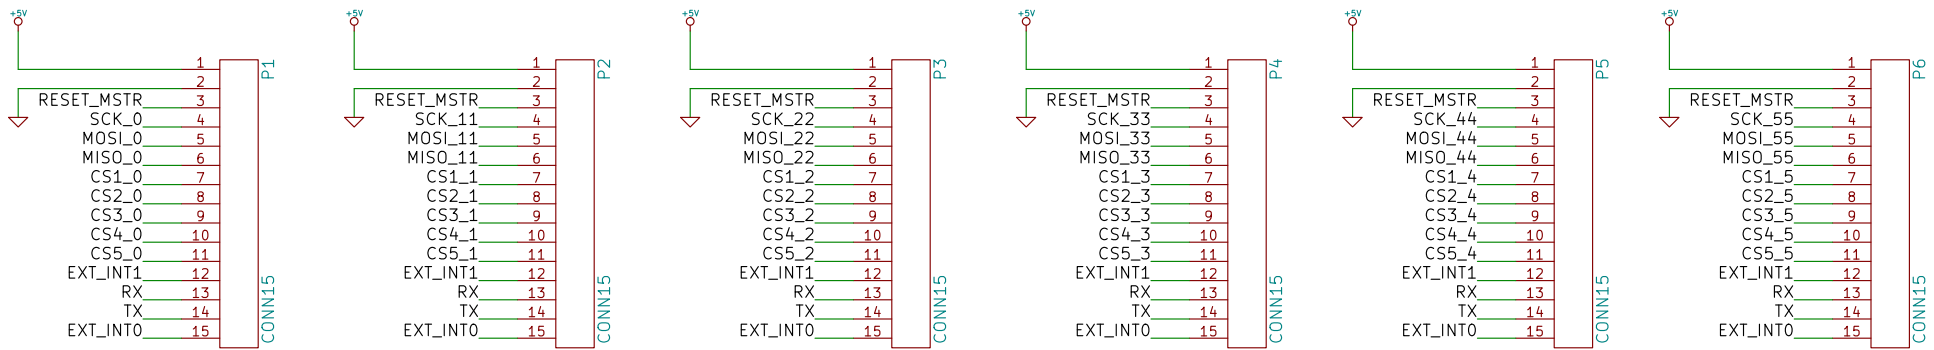 +5V
1 P1
2
RESET_MSTR 3
SCK_0 4
MOSI_0 5
MISO_0 6
CS1_0 7
CS2_0 8
CS3_0 9
CS4_0 10
CS5_0 11
EXT_INT1 12
RX 13
TX 14
EXT_INT0 15
CONN15
+5V
1 P2
2
RESET_MSTR 3
SCK_11 4
MOSI_11 5
MISO_11 6
CS1_1 7
CS2_1 8
CS3_1 9
CS4_1 10
CS5_1 11
EXT_INT1 12
RX 13
TX 14
EXT_INT0 15
CONN15
+5V
1 P3
2
RESET_MSTR 3
SCK_22 4
MOSI_22 5
MISO_22 6
CS1_2 7
CS2_2 8
CS3_2 9
CS4_2 10
CS5_2 11
EXT_INT1 12
RX 13
TX 14
EXT_INT0 15
CONN15
+5V
1 P4
2
RESET_MSTR 3
SCK_33 4
MOSI_33 5
MISO_33 6
CS1_3 7
CS2_3 8
CS3_3 9
CS4_3 10
CS5_3 11
EXT_INT1 12
RX 13
TX 14
EXT_INT0 15
CONN15
+5V
1 P5
2
RESET_MSTR 3
SCK_44 4
MOSI_44 5
MISO_44 6
CS1_4 7
CS2_4 8
CS3_4 9
CS4_4 10
CS5_4 11
EXT_INT1 12
RX 13
TX 14
EXT_INT0 15
CONN15
+5V
1 P6
2
RESET_MSTR 3
SCK_55 4
MOSI_55 5
MISO_55 6
CS1_5 7
CS2_5 8
CS3_5 9
CS4_5 10
CS5_5 11
EXT_INT1 12
RX 13
TX 14
EXT_INT0 15
CONN15